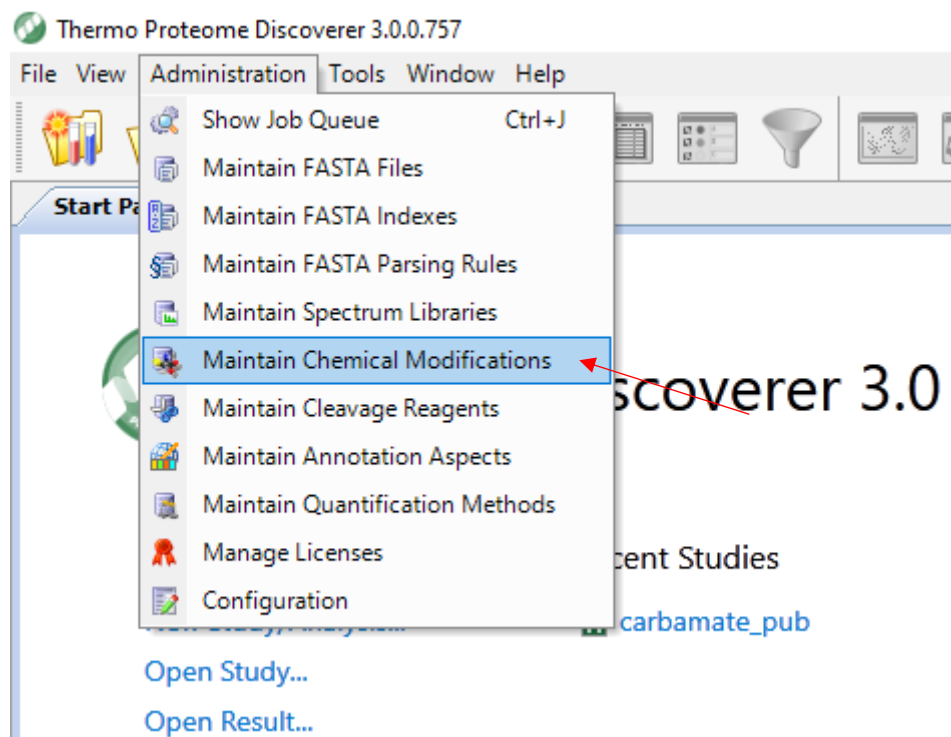 Thermo Proteome Discoverer 3.0.0.757
File View Administration Tools Window Help
Show Job Queue Ctrl+J
Maintain FASTA Files
Start
Maintain FASTA Indexes
Maintain FASTA Parsing Rules
Maintain Spectrum Libraries
Maintain Chemical Modifications
scoverer 3.0
Maintain Cleavage Reagents
Maintain Annotation Aspects
Maintain Quantification Methods
Manage Licenses
cent Studies
Configuration
carbamate_pub
Open Study...
Open Result...